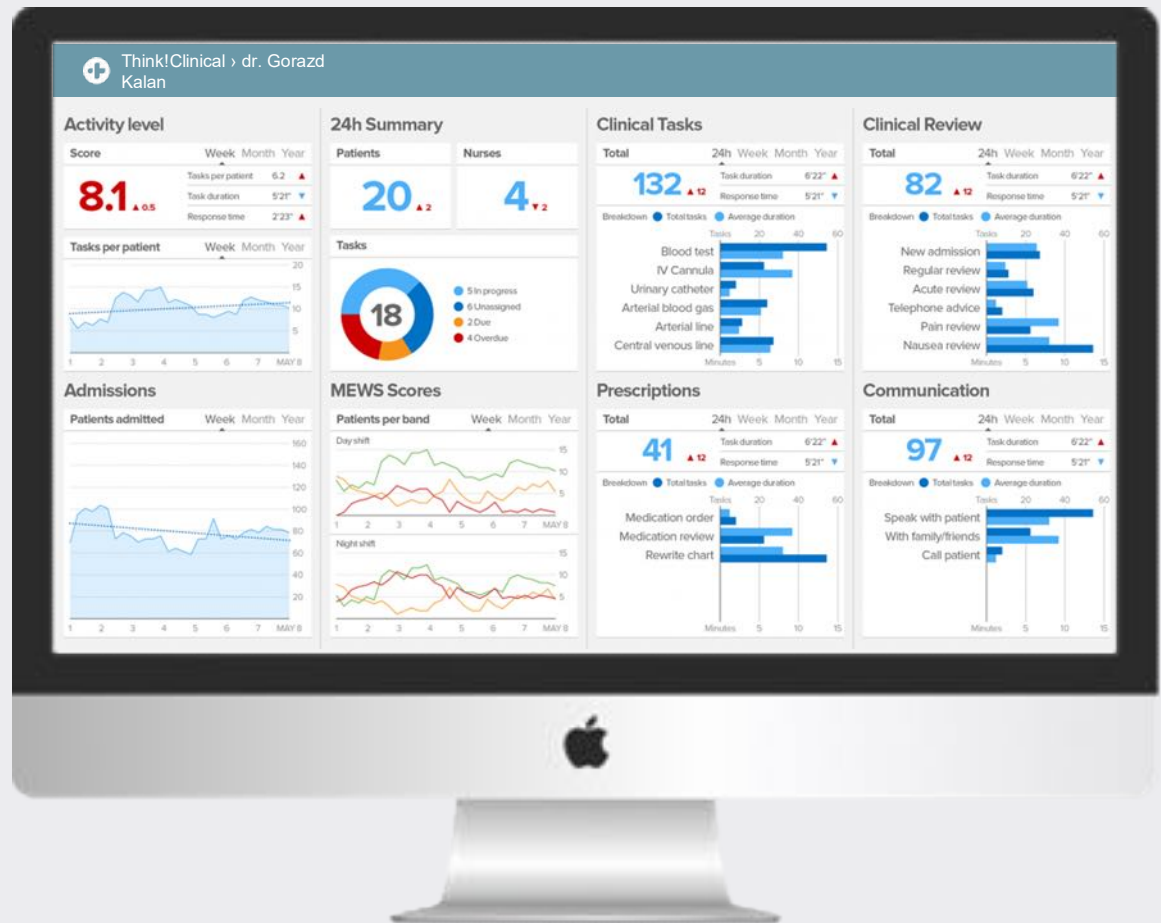 Think!Clinical › dr. Gorazd
Kalan
Activity level
Score Week Month Year
8.1 ▲ 0.5
Tasks per patient 6.2 ▲
Task duration 5'21" ▼
Response time 2'23" ▲
Tasks per patient Week Month Year
20
15
10
5
1 2 3 4 5 6 7 MAY 8
24h Summary
Patients Nurses
20 ▲ 2 4 ▼ 2
Tasks
18
5 In progress
6 Unassigned
2 Due
4 Overdue
Clinical Tasks
Total 24h Week Month Year
132 ▲ 12
Task duration 6'22" ▲
Response time 5'21" ▼
Breakdown Total tasks Average duration
Tasks 20 40 60
Blood test
IV Cannula
Urinary catheter
Arterial blood gas
Arterial line
Central venous line
Minutes 5 10 15
Clinical Review
Total 24h Week Month Year
82 ▲ 12
Task duration 6'22" ▲
Response time 5'21" ▼
Breakdown Total tasks Average duration
Tasks 20 40 60
New admission
Regular review
Acute review
Telephone advice
Pain review
Nausea review
Minutes 5 10 15
Admissions
Patients admitted Week Month Year
160
140
120
100
80
60
40
20
1 2 3 4 5 6 7 MAY 8
MEWS Scores
Patients per band Week Month Year
Day shift
15
10
5
1 2 3 4 5 6 7 MAY 8
Night shift
15
10
5
1 2 3 4 5 6 7 MAY 8
Prescriptions
Total 24h Week Month Year
41 ▲ 12
Task duration 6'22" ▲
Response time 5'21" ▼
Breakdown Total tasks Average duration
Tasks 20 40 60
Medication order
Medication review
Rewrite chart
Minutes 5 10 15
Communication
Total 24h Week Month Year
97 ▲ 12
Task duration 6'22" ▲
Response time 5'21" ▼
Breakdown Total tasks Average duration
Tasks 20 40 60
Speak with patient
With family/friends
Call patient
Minutes 5 10 15